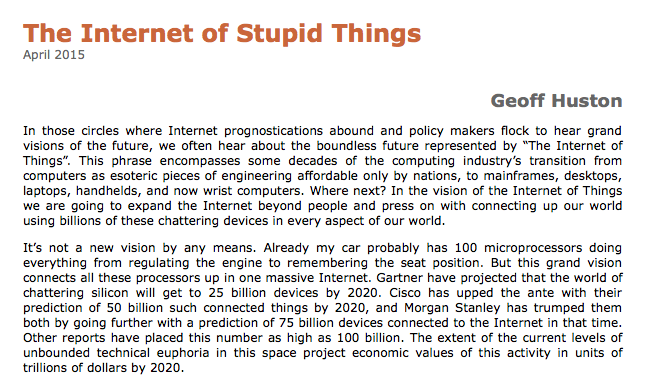 The Internet of Stupid Things
April 2015
Geoff Huston
In those circles where Internet prognostications abound and policy makers flock to hear grand
visions of the future, we often hear about the boundless future represented by “The Internet of
Things”. This phrase encompasses some decades of the computing industry’s transition from
computers as esoteric pieces of engineering affordable only by nations, to mainframes, desktops,
laptops, handhelds, and now wrist computers. Where next? In the vision of the Internet of Things
we are going to expand the Internet beyond people and press on with connecting up our world
using billions of these chattering devices in every aspect of our world.
It’s not a new vision by any means. Already my car probably has 100 microprocessors doing
everything from regulating the engine to remembering the seat position. But this grand vision
connects all these processors up in one massive Internet. Gartner have projected that the world of
chattering silicon will get to 25 billion devices by 2020. Cisco has upped the ante with their
prediction of 50 billion such connected things by 2020, and Morgan Stanley has trumped them
both by going further with a prediction of 75 billion devices connected to the Internet in that time.
Other reports have placed this number as high as 100 billion. The extent of the current levels of
unbounded technical euphoria in this space project economic values of this activity in units of
trillions of dollars by 2020.